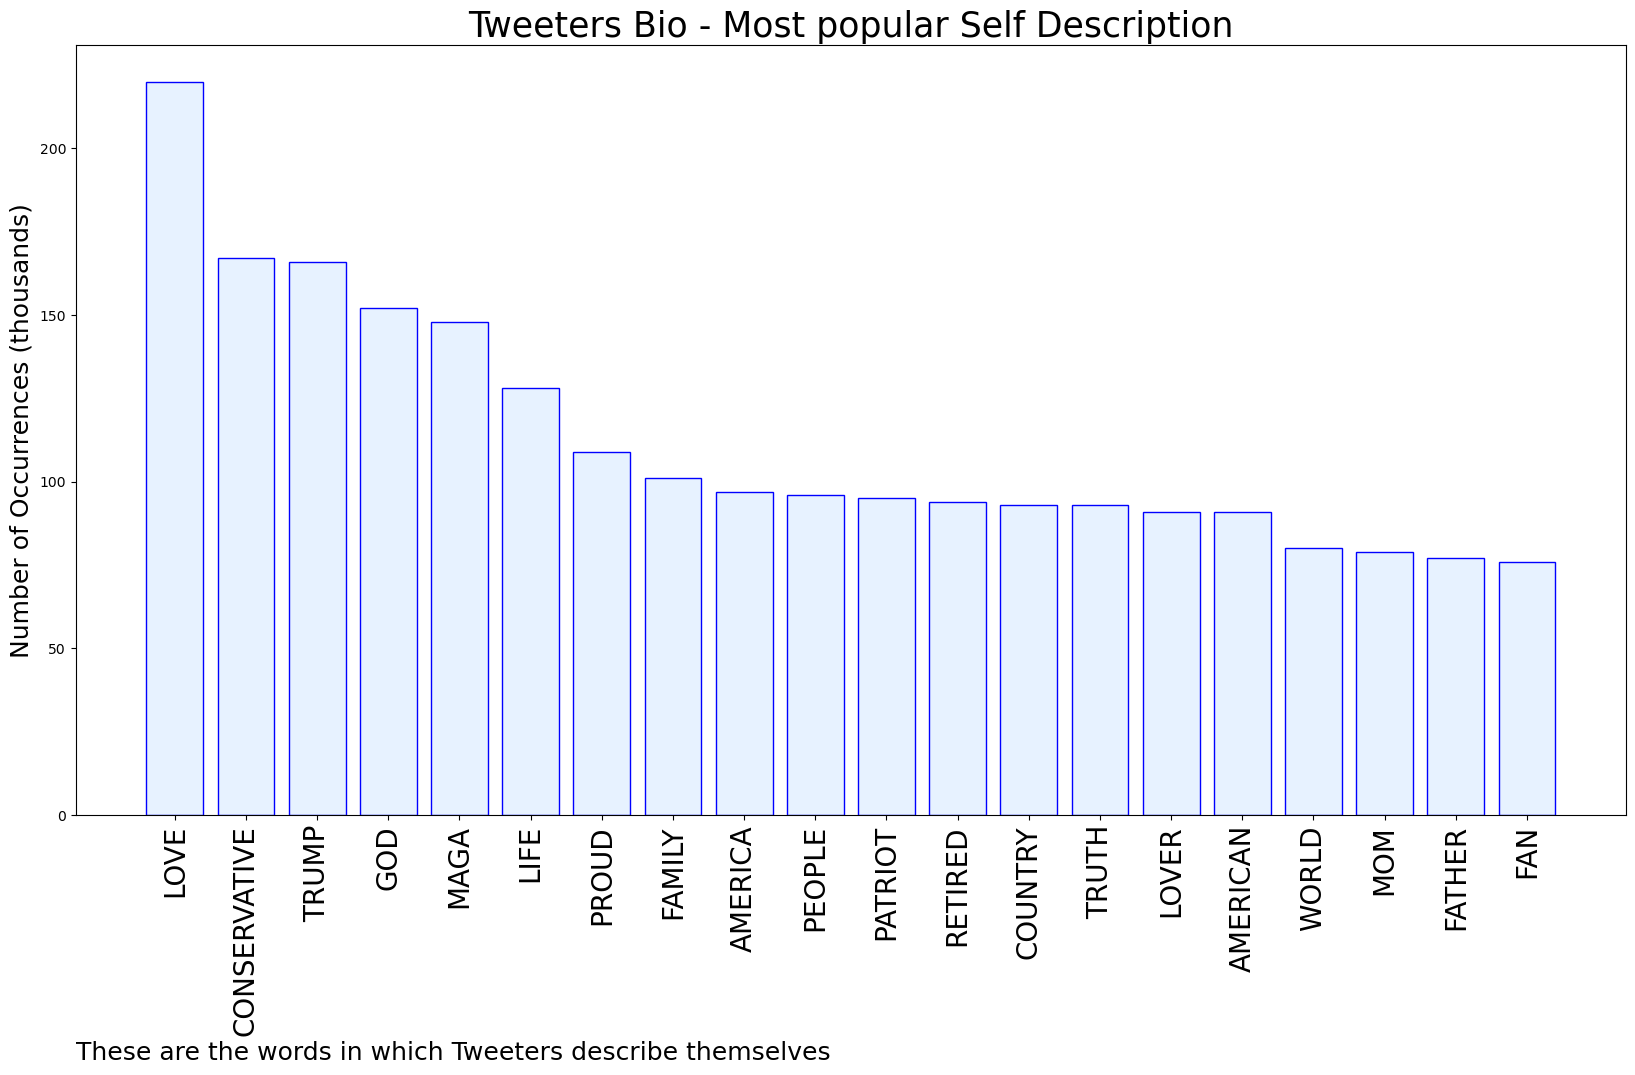 Tweeters Bio - Most popular Self Description
Number of Occurrences (thousands)
200
150
100
50
0
LOVE
CONSERVATIVE
TRUMP
GOD
MAGA
LIFE
PROUD
FAMILY
AMERICA
PEOPLE
PATRIOT
RETIRED
COUNTRY
TRUTH
LOVER
AMERICAN
WORLD
MOM
FATHER
FAN
These are the words in which Tweeters describe themselves